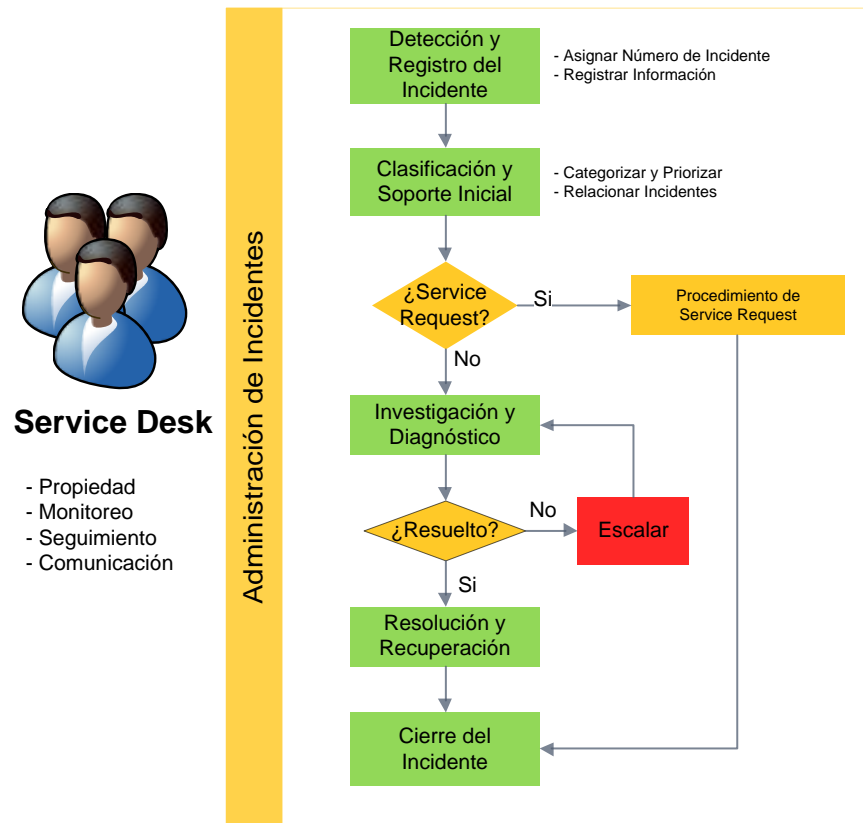 Detección y
Registro del
Incidente
- Asignar Número de Incidente
- Registrar Información
Clasificación y
Soporte Inicial
- Categorizar y Priorizar
- Relacionar Incidentes
¿Service
Request?
Si
Procedimiento de
Service Request
No
Investigación y
Diagnóstico
¿Resuelto?
No
Escalar
Si
Resolución y
Recuperación
Cierre del
Incidente
Administración de Incidentes
Service Desk
- Propiedad
- Monitoreo
- Seguimiento
- Comunicación